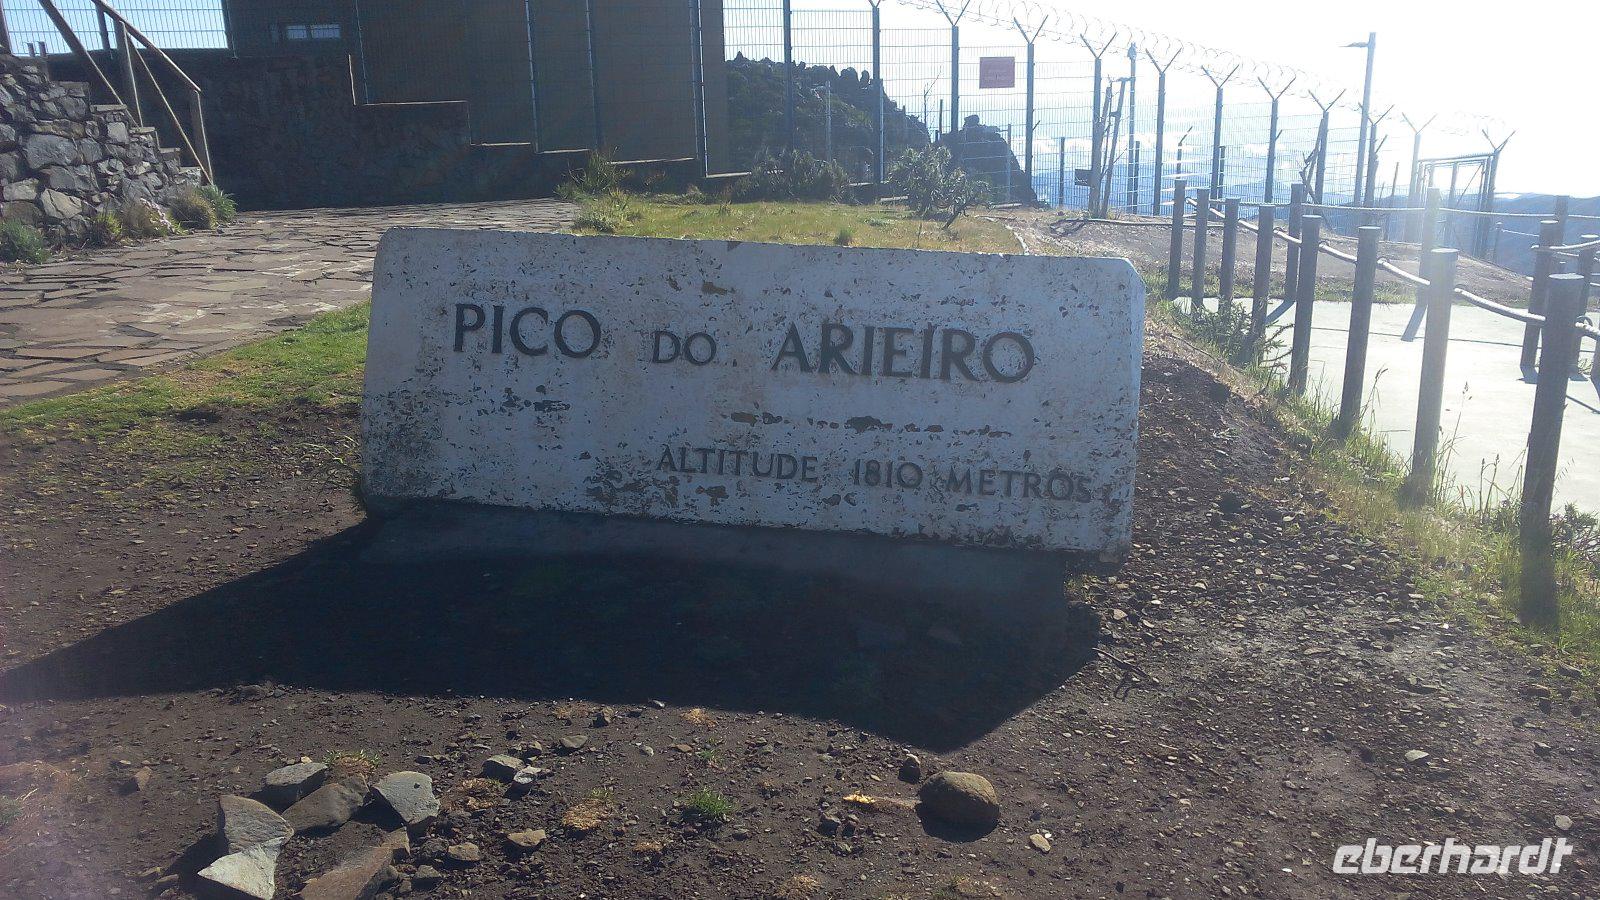 PICO DO ARIEIRO
ALTITUDE 1810 METROS
eberhardt